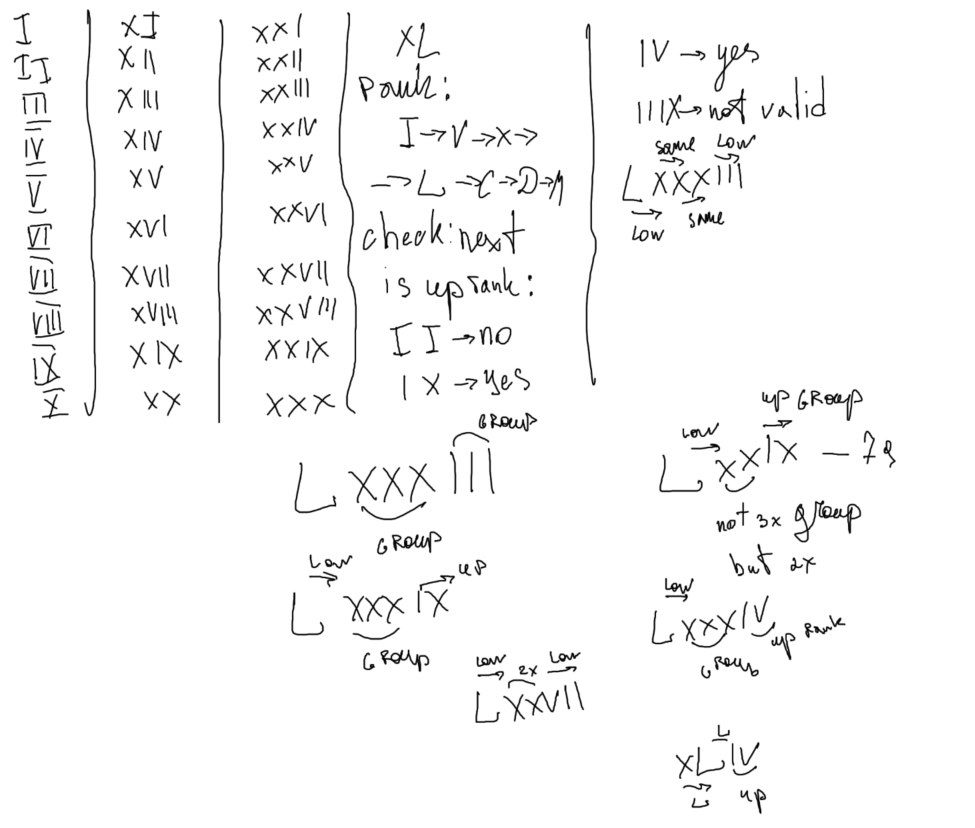 I
II
III
IV
V
VI
VII
VIII
IX
X
XI
XII
XIII
XIV
XV
XVI
XVII
XVIII
XIX
XX
XXI
XXII
XXIII
XXIV
XXV
XXVI
XXVII
XXVIII
XXIX
XXX
XL
rank:
I→V→X→
→L→C→D→M
check: next
is up rank:
II→no
IX→yes
IV→yes
IIIX→not valid
same Low
LXXXIII
Low same
GROUP
LXXXIII
GROUP
Low up
LXXXIX
GROUP
Low 2x Low
LXXVII
up GROUP
Low
LXXIX — 79
not 3x group
but 2x
Low
LXXXIV
up rank
GROUP
L
XLIV
L up